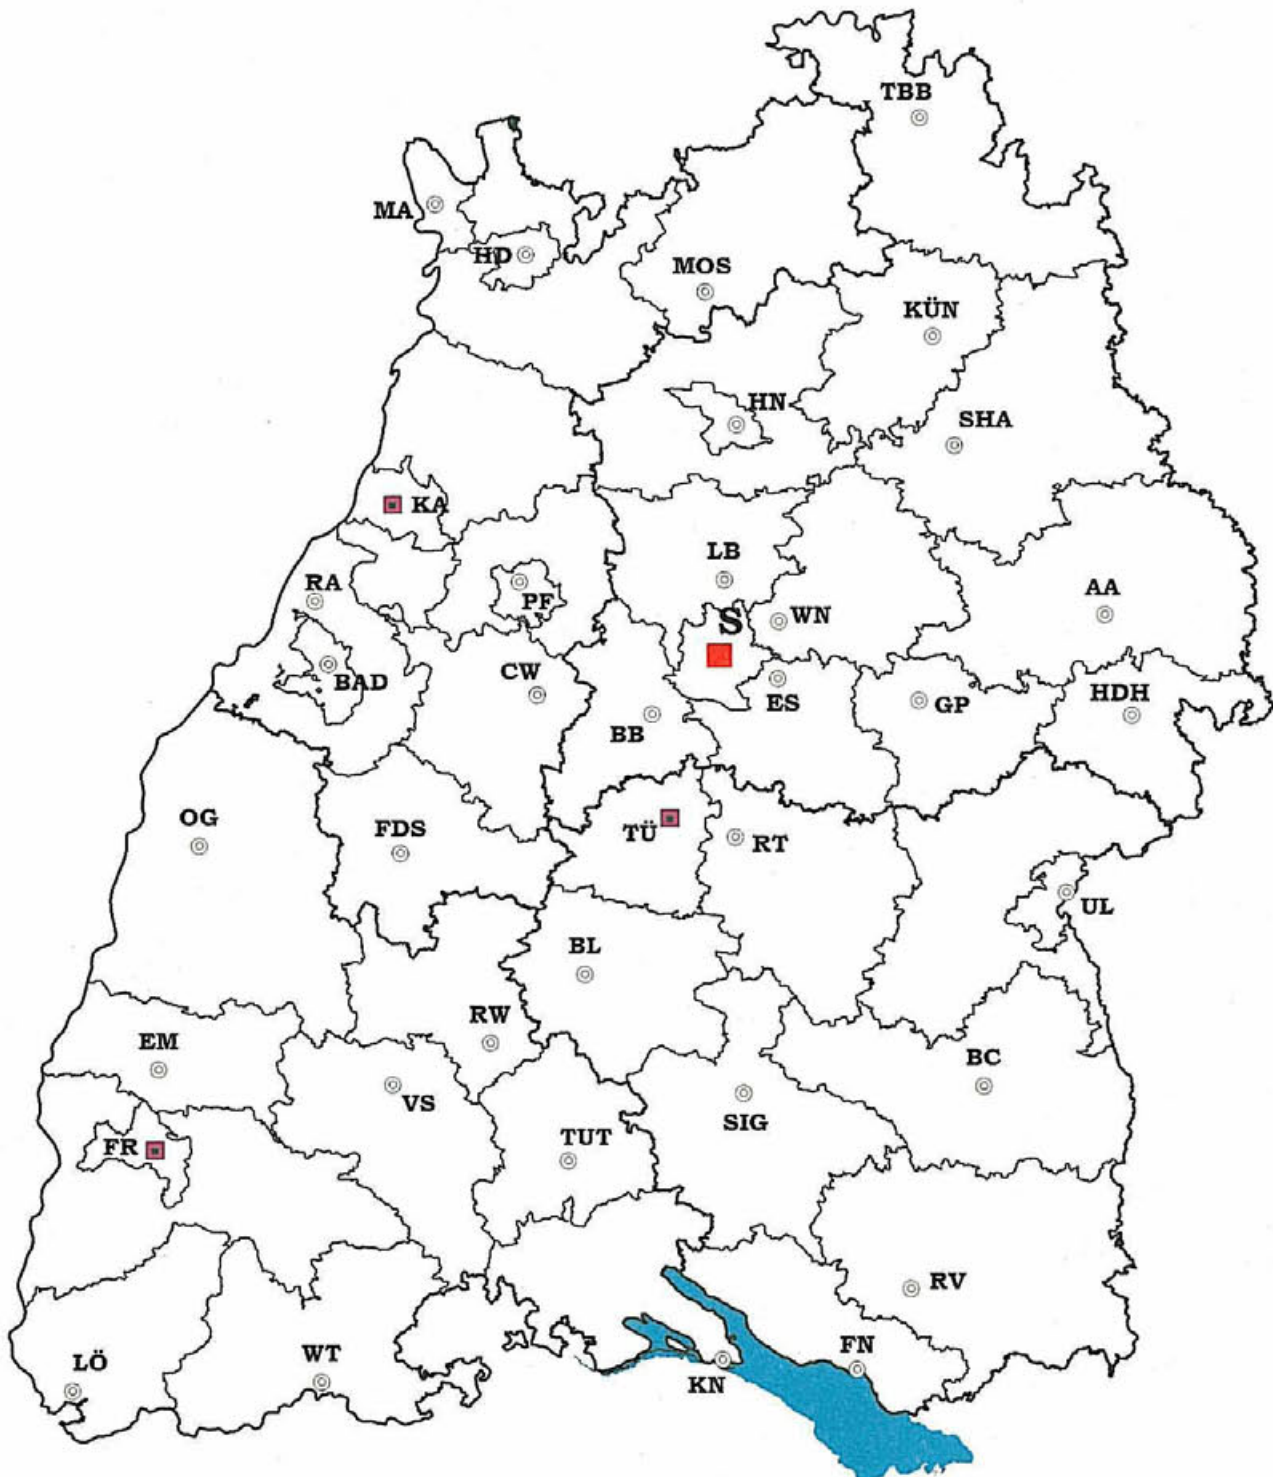 TBB
MA
HD
MOS
KÜN
HN
SHA
KA
LB
RA
PF
S
WN
AA
BAD
CW
ES
GP
HDH
BB
OG
FDS
TÜ
RT
UL
BL
RW
EM
BC
VS
SIG
FR
TUT
RV
LÖ
WT
FN
KN